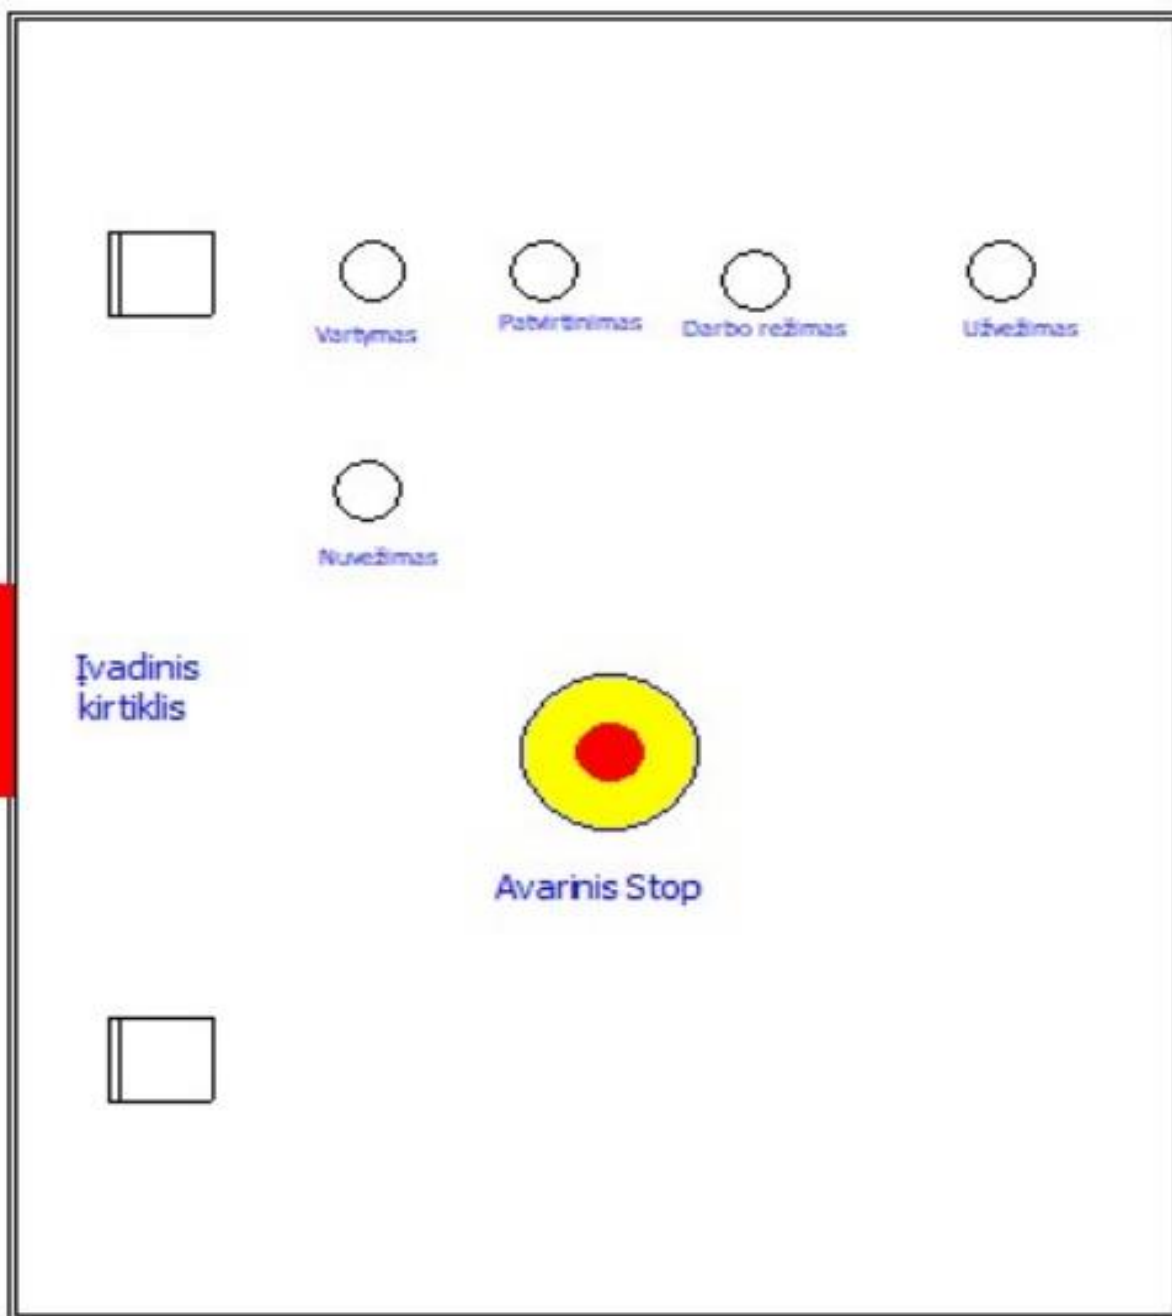 Vartymas
Patvirtinimas
Darbo režimas
Užvežimas
Nuvežimas
Įvadinis
kirtiklis
Avarinis Stop